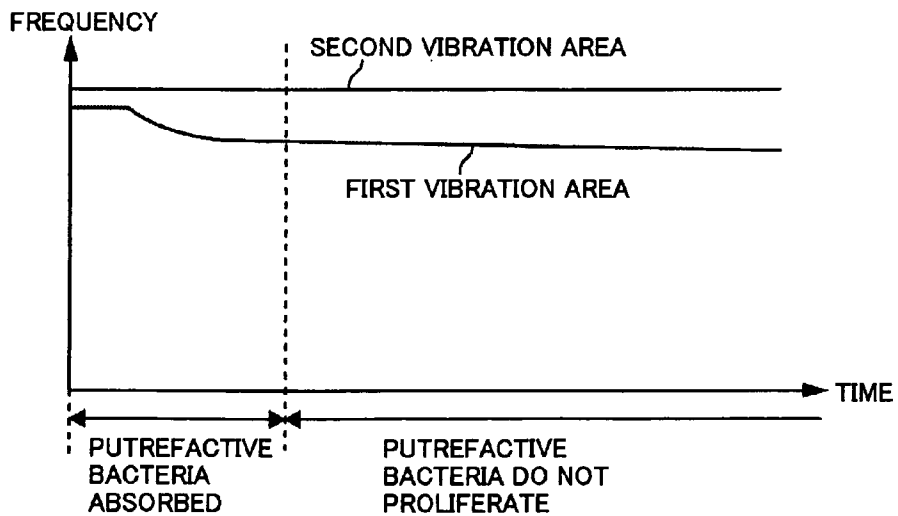 FREQUENCY
SECOND VIBRATION AREA
FIRST VIBRATION AREA
TIME
PUTREFACTIVE
BACTERIA
ABSORBED
PUTREFACTIVE
BACTERIA DO NOT
PROLIFERATE